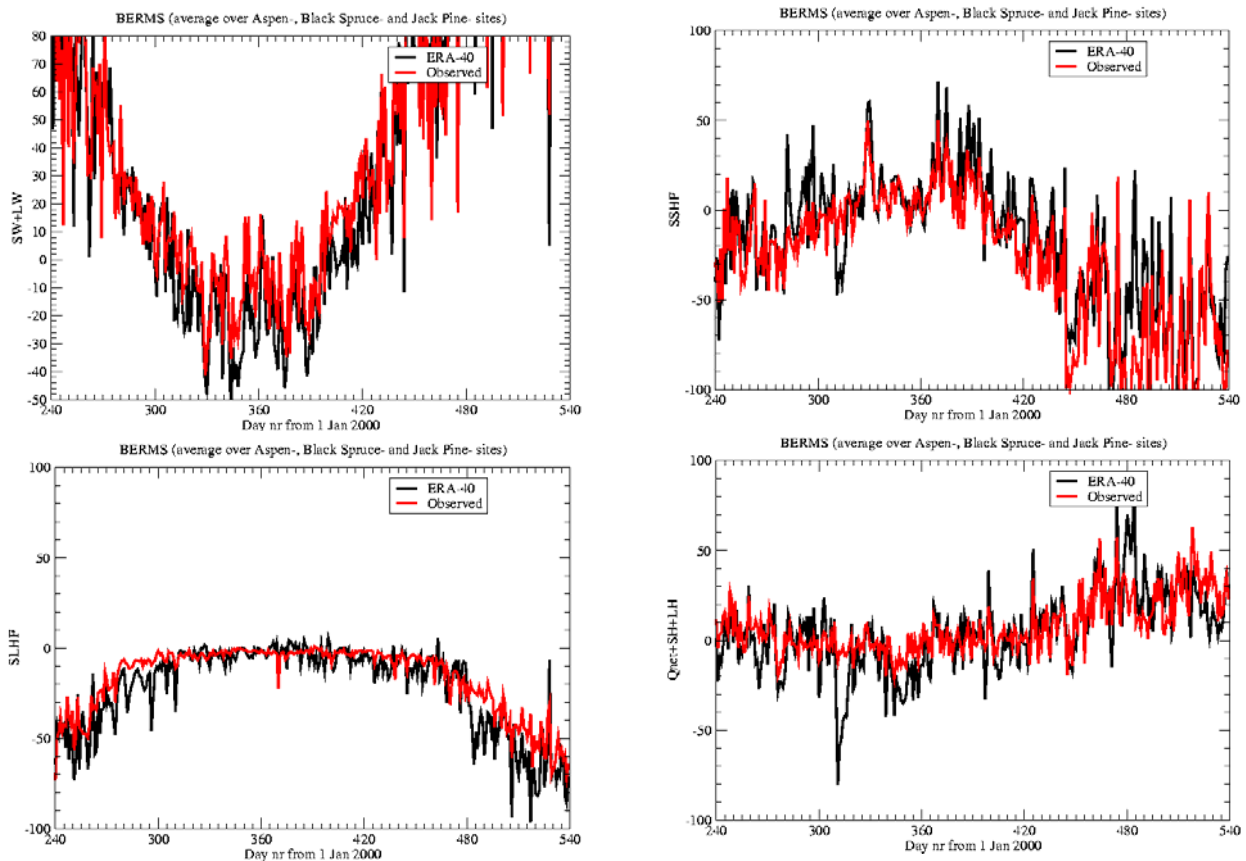 BERMS (average over Aspen-, Black Spruce- and Jack Pine- sites)
80
70
60
50
40
30
20
10
0
-10
-20
-30
-40
-50
SW+LW
ERA-40
Observed
240
300
360
420
480
540
Day nr from 1 Jan 2000
BERMS (average over Aspen-, Black Spruce- and Jack Pine- sites)
100
50
0
-50
-100
SSHF
ERA-40
Observed
240
300
360
420
480
540
Day nr from 1 Jan 2000
BERMS (average over Aspen-, Black Spruce- and Jack Pine- sites)
100
50
0
-50
-100
SLHF
ERA-40
Observed
240
300
360
420
480
540
Day nr from 1 Jan 2000
BERMS (average over Aspen-, Black Spruce- and Jack Pine- sites)
100
50
0
-50
-100
Qnet+SH+LH
ERA-40
Observed
240
300
360
420
480
540
Day nr from 1 Jan 2000